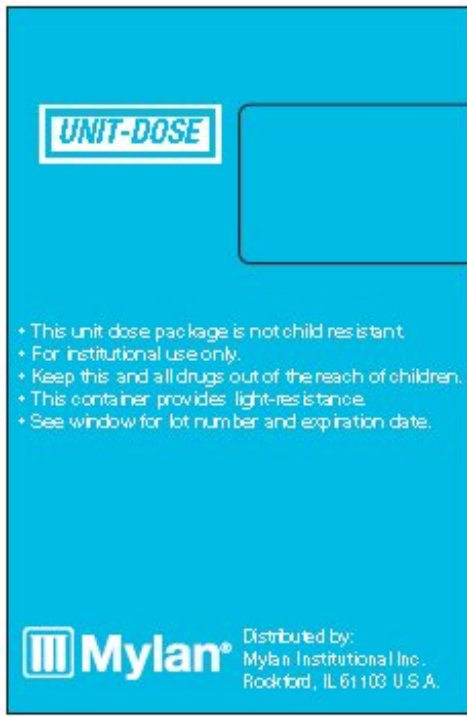 UNIT-DOSE
• This unit dose package is not child resistant.
• For institutional use only.
• Keep this and all drugs out of the reach of children.
• This container provides light-resistance.
• See window for lot number and expiration date.
Mylan®
Distributed by:
Mylan Institutional Inc.
Rockford, IL 61103 U.S.A.